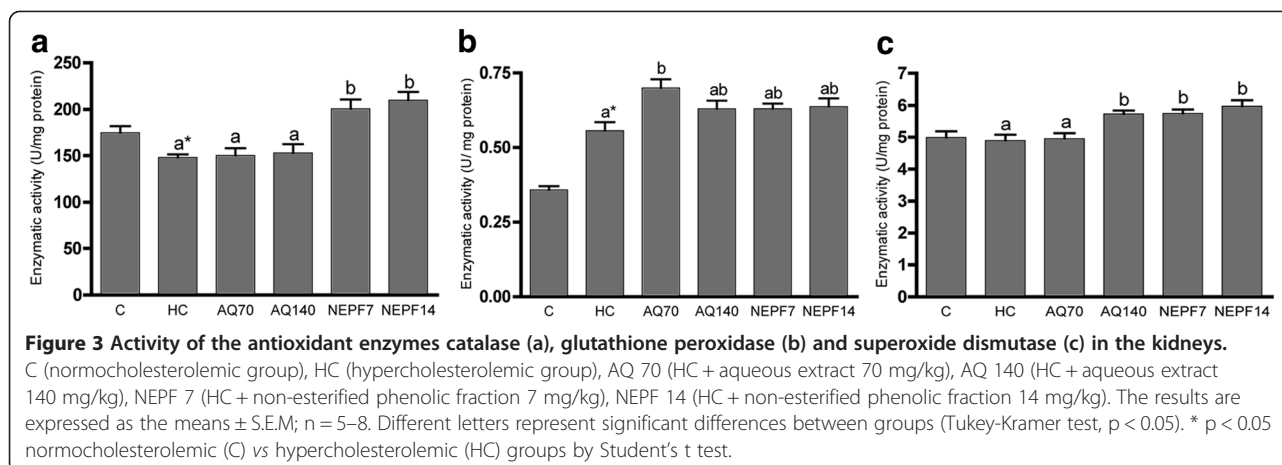 a
Enzymatic activity (U/mg protein)
250
200
150
100
50
0
a*
a
a
b
b
C HC AQ70 AQ140 NEPF7 NEPF14
b
Enzymatic activity (U/ mg protein)
0.75
0.50
0.25
0.00
a*
b
ab
ab
ab
C HC AQ70 AQ140 NEPF7 NEPF14
c
Enzymatic activity (U/mg protein)
7
6
5
4
3
2
1
0
a
a
b
b
b
C HC AQ70 AQ140 NEPF7 NEPF14
Figure 3 Activity of the antioxidant enzymes catalase (a), glutathione peroxidase (b) and superoxide dismutase (c) in the kidneys.
C (normocholesterolemic group), HC (hypercholesterolemic group), AQ 70 (HC + aqueous extract 70 mg/kg), AQ 140 (HC + aqueous extract
140 mg/kg), NEPF 7 (HC + non-esterified phenolic fraction 7 mg/kg), NEPF 14 (HC + non-esterified phenolic fraction 14 mg/kg). The results are
expressed as the means ± S.E.M; n = 5–8. Different letters represent significant differences between groups (Tukey-Kramer test, p < 0.05). * p < 0.05
normocholesterolemic (C) vs hypercholesterolemic (HC) groups by Student's t test.